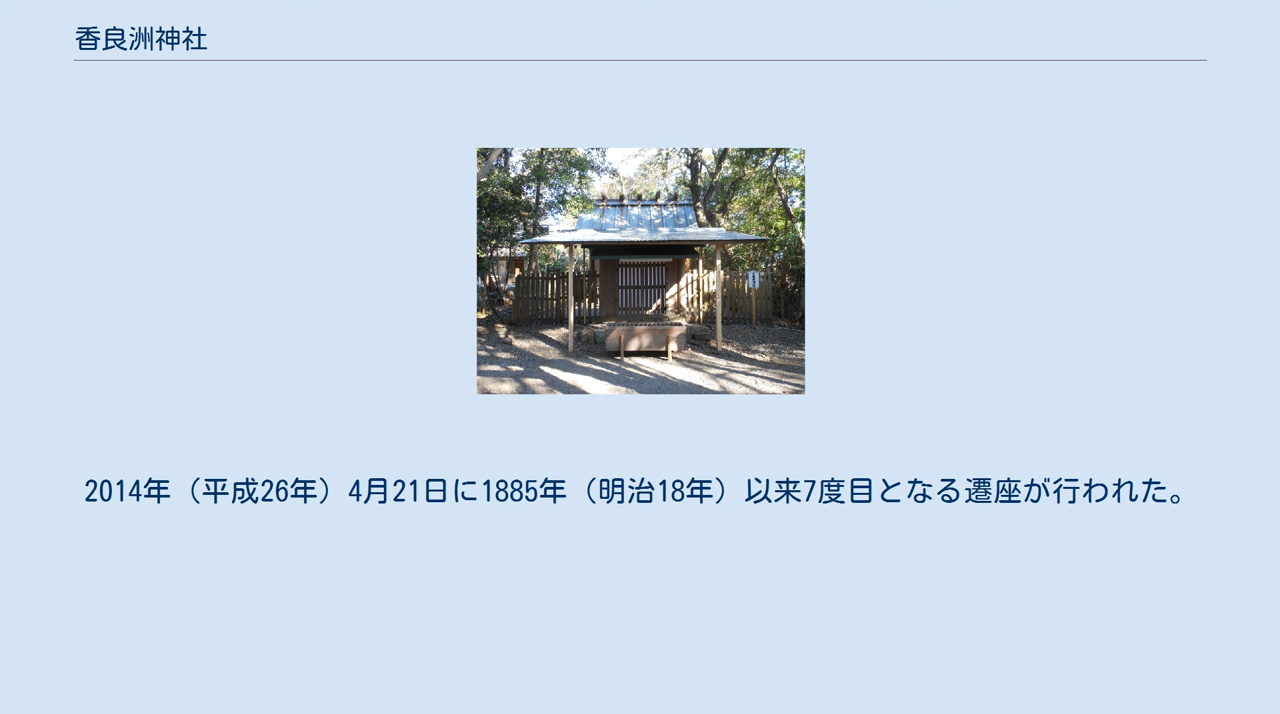 香良洲神社
2014年（平成26年）4月21日に1885年（明治18年）以来7度目となる遷座が行われた。